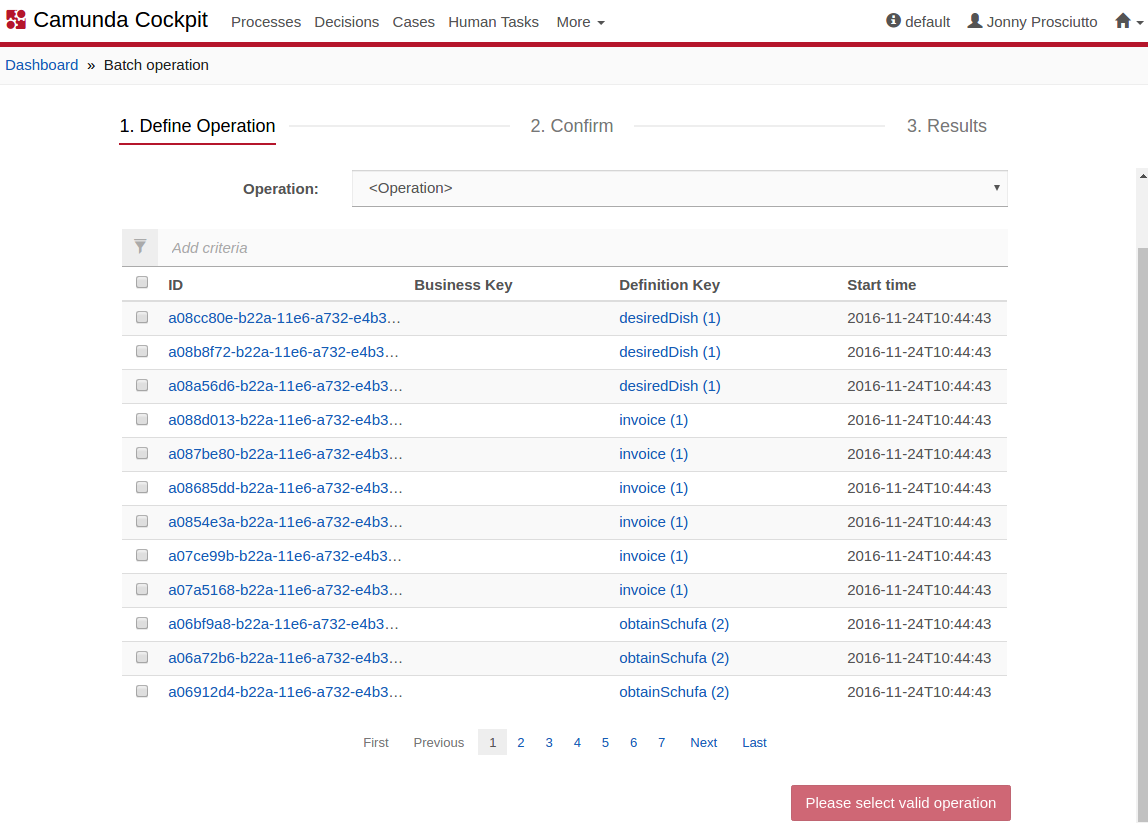 Camunda Cockpit Processes Decisions Cases Human Tasks More default Jonny Prosciutto
Dashboard » Batch operation
1. Define Operation 2. Confirm 3. Results
Operation: <Operation>
Add criteria
ID Business Key Definition Key Start time
a08cc80e-b22a-11e6-a732-e4b3… desiredDish (1) 2016-11-24T10:44:43
a08b8f72-b22a-11e6-a732-e4b3… desiredDish (1) 2016-11-24T10:44:43
a08a56d6-b22a-11e6-a732-e4b3… desiredDish (1) 2016-11-24T10:44:43
a088d013-b22a-11e6-a732-e4b3… invoice (1) 2016-11-24T10:44:43
a087be80-b22a-11e6-a732-e4b3… invoice (1) 2016-11-24T10:44:43
a08685dd-b22a-11e6-a732-e4b3… invoice (1) 2016-11-24T10:44:43
a0854e3a-b22a-11e6-a732-e4b3… invoice (1) 2016-11-24T10:44:43
a07ce99b-b22a-11e6-a732-e4b3… invoice (1) 2016-11-24T10:44:43
a07a5168-b22a-11e6-a732-e4b3… invoice (1) 2016-11-24T10:44:43
a06bf9a8-b22a-11e6-a732-e4b3… obtainSchufa (2) 2016-11-24T10:44:43
a06a72b6-b22a-11e6-a732-e4b3… obtainSchufa (2) 2016-11-24T10:44:43
a06912d4-b22a-11e6-a732-e4b3… obtainSchufa (2) 2016-11-24T10:44:43
First Previous 1 2 3 4 5 6 7 Next Last
Please select valid operation